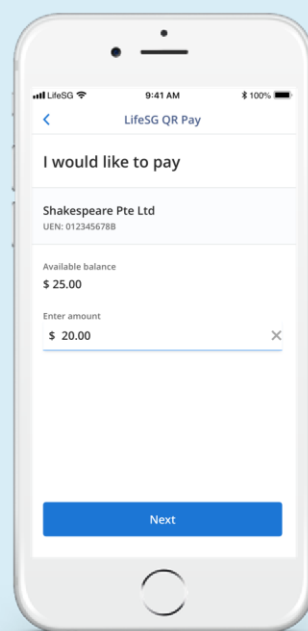 LifeSG 9:41 AM 100%
LifeSG QR Pay
I would like to pay
Shakespeare Pte Ltd
UEN: 012345678B
Available balance
$ 25.00
Enter amount
$ 20.00
Next